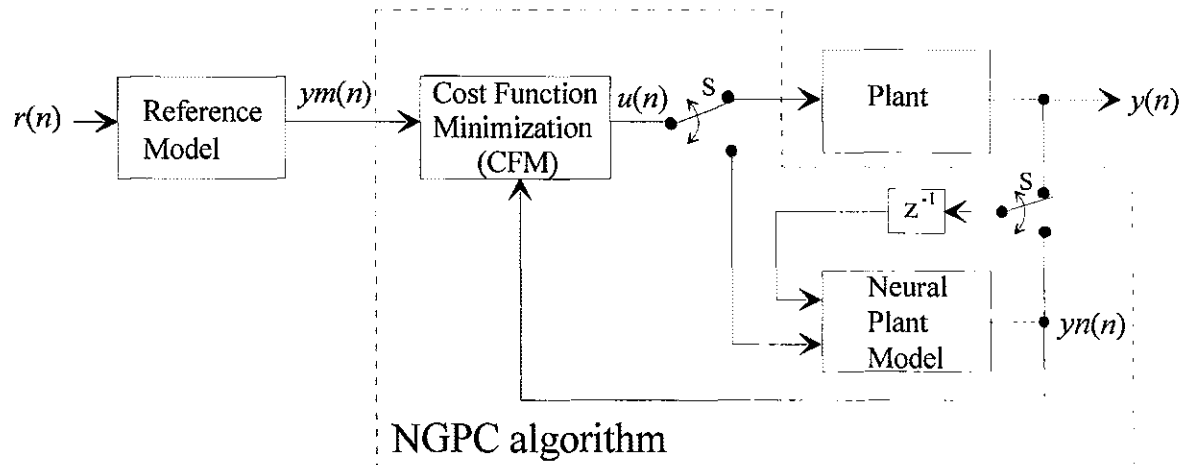 r(n)
Reference
Model
ym(n)
Cost Function
Minimization
(CFM)
u(n)
S
Plant
y(n)
S
z⁻¹
Neural
Plant
Model
yn(n)
NGPC algorithm